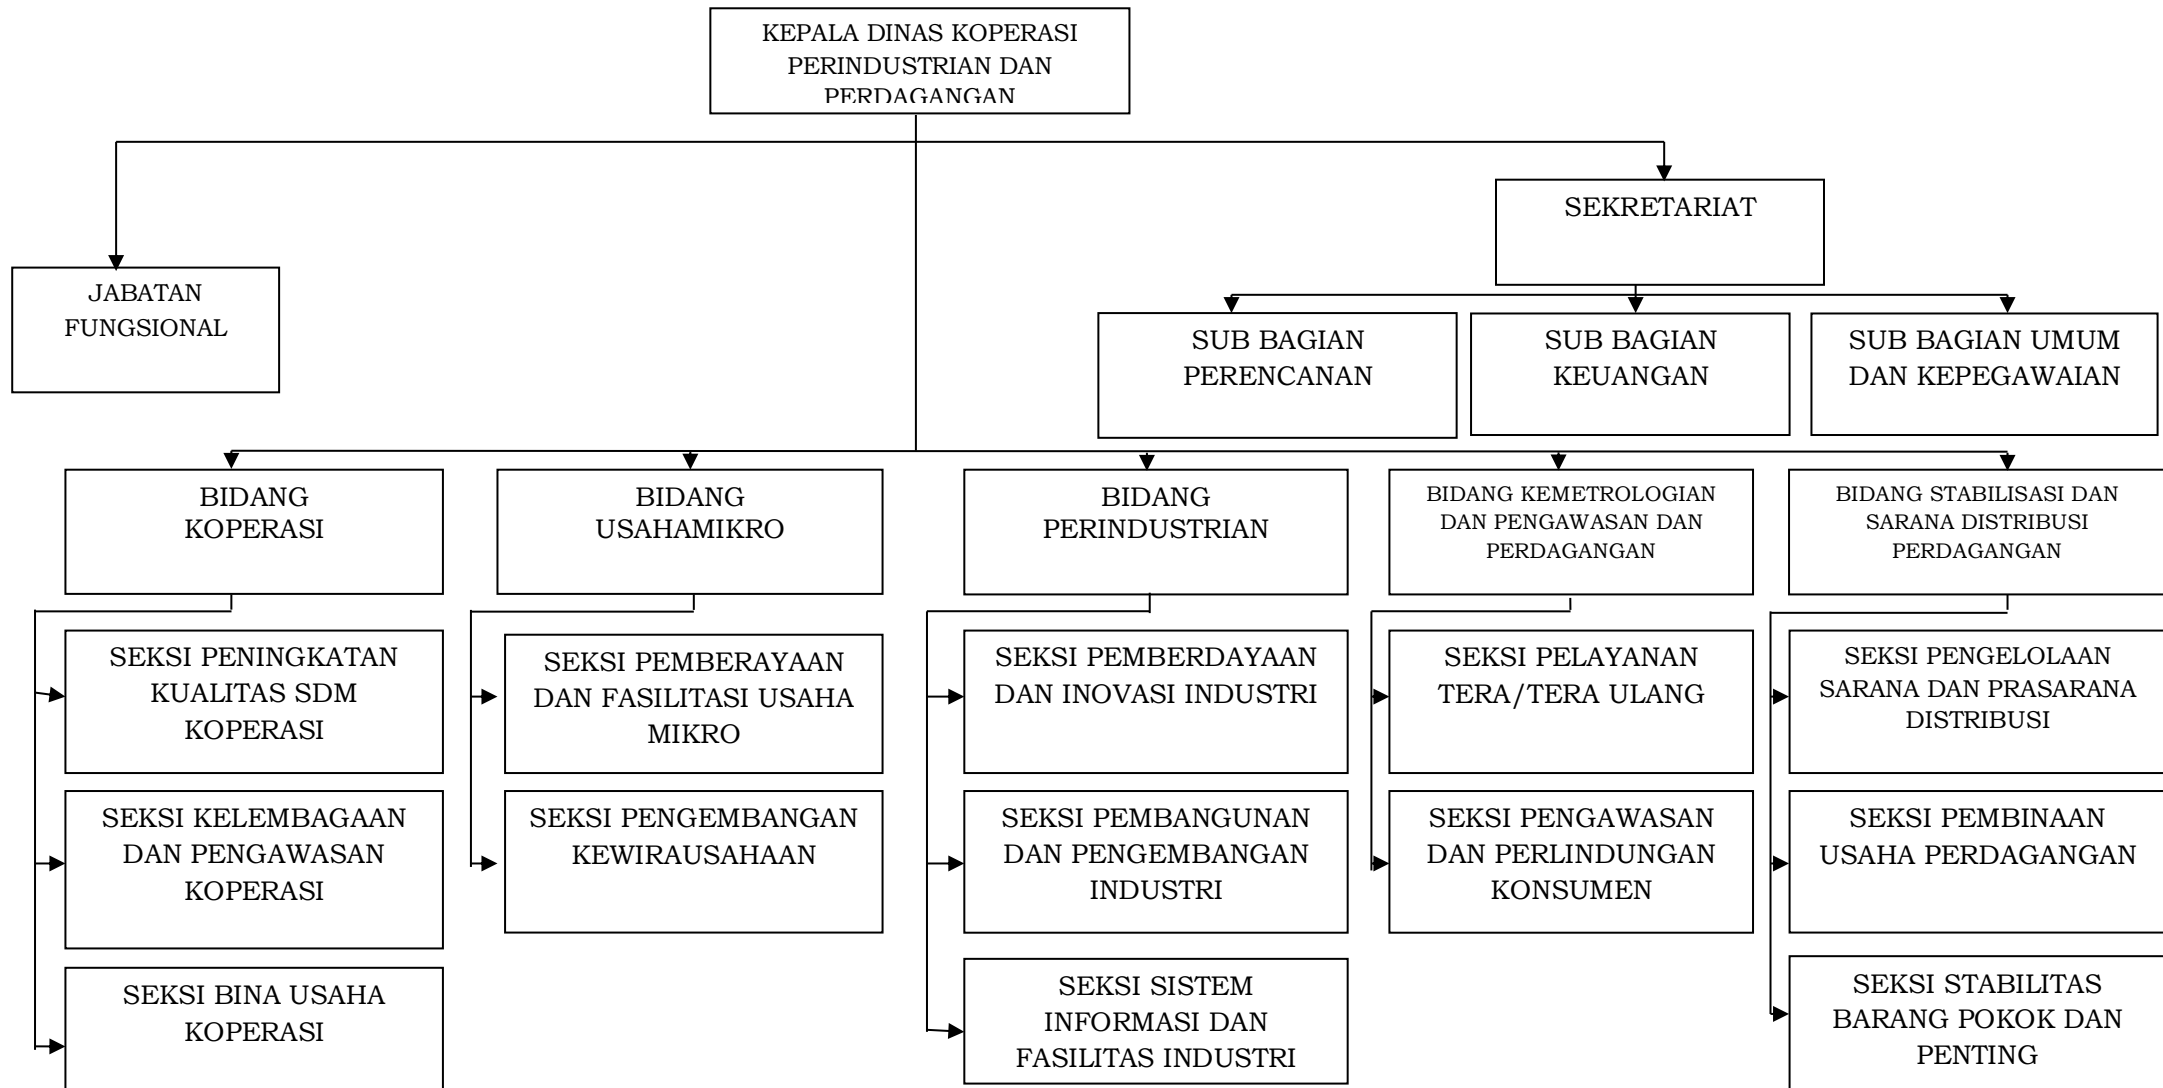 KEPALA DINAS KOPERASI
PERINDUSTRIAN DAN
PERDAGANGAN
SEKRETARIAT
JABATAN
FUNGSIONAL
SUB BAGIAN
PERENCANAN
SUB BAGIAN
KEUANGAN
SUB BAGIAN UMUM
DAN KEPEGAWAIAN
BIDANG
KOPERASI
BIDANG
USAHAMIKRO
BIDANG
PERINDUSTRIAN
BIDANG KEMETROLOGIAN
DAN PENGAWASAN DAN
PERDAGANGAN
BIDANG STABILISASI DAN
SARANA DISTRIBUSI
PERDAGANGAN
SEKSI PENINGKATAN
KUALITAS SDM
KOPERASI
SEKSI PEMBERAYAAN
DAN FASILITASI USAHA
MIKRO
SEKSI PEMBERDAYAAN
DAN INOVASI INDUSTRI
SEKSI PELAYANAN
TERA/TERA ULANG
SEKSI PENGELOLAAN
SARANA DAN PRASARANA
DISTRIBUSI
SEKSI KELEMBAGAAN
DAN PENGAWASAN
KOPERASI
SEKSI PENGEMBANGAN
KEWIRAUSAHAAN
SEKSI PEMBANGUNAN
DAN PENGEMBANGAN
INDUSTRI
SEKSI PENGAWASAN
DAN PERLINDUNGAN
KONSUMEN
SEKSI PEMBINAAN
USAHA PERDAGANGAN
SEKSI BINA USAHA
KOPERASI
SEKSI SISTEM
INFORMASI DAN
FASILITAS INDUSTRI
SEKSI STABILITAS
BARANG POKOK DAN
PENTING